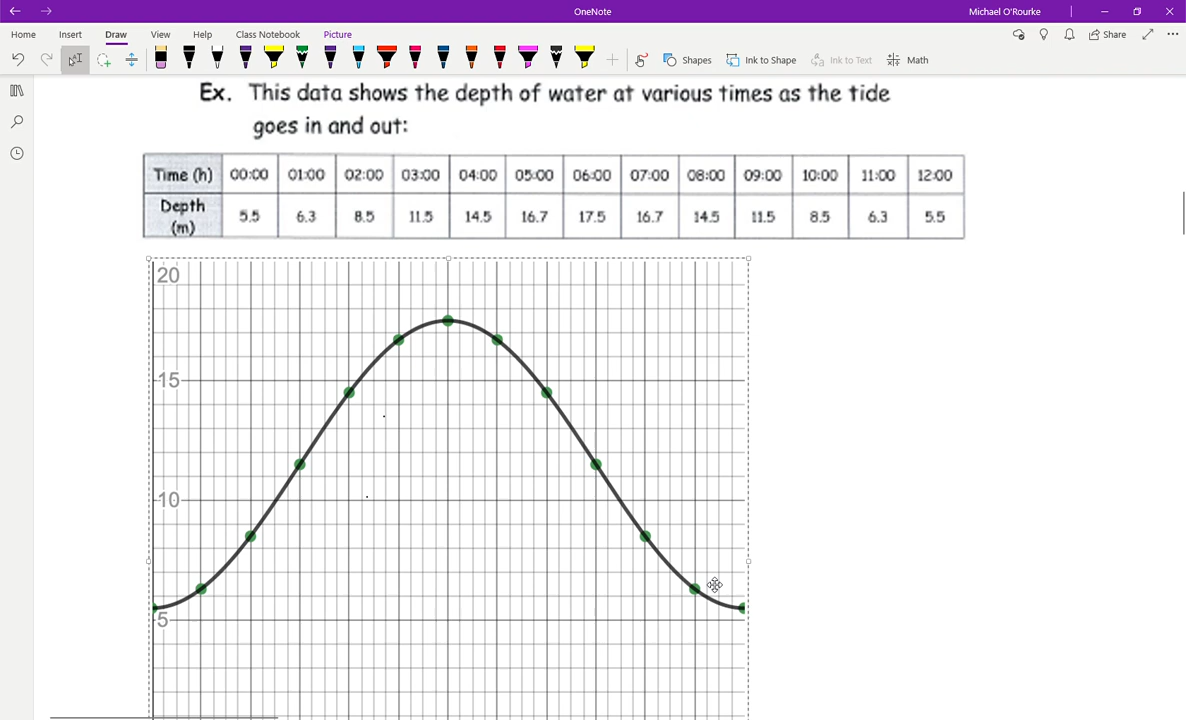 OneNote
Michael O'Rourke
Home Insert Draw View Help Class Notebook Picture
Share
Shapes Ink to Shape Ink to Text Math
Ex. This data shows the depth of water at various times as the tide
goes in and out:
Time (h) 00:00 01:00 02:00 03:00 04:00 05:00 06:00 07:00 08:00 09:00 10:00 11:00 12:00
Depth (m) 5.5 6.3 8.5 11.5 14.5 16.7 17.5 16.7 14.5 11.5 8.5 6.3 5.5
20
15
10
5